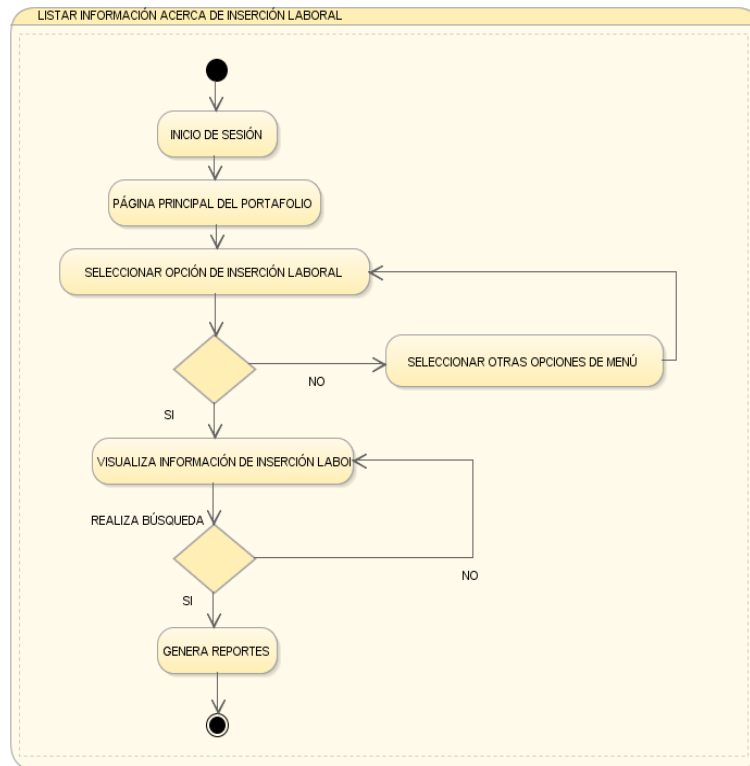 LISTAR INFORMACIÓN ACERCA DE INSERCIÓN LABORAL
INICIO DE SESIÓN
PÁGINA PRINCIPAL DEL PORTAFOLIO
SELECCIONAR OPCIÓN DE INSERCIÓN LABORAL
SELECCIONAR OTRAS OPCIONES DE MENÚ
NO
SI
VISUALIZA INFORMACIÓN DE INSERCIÓN LABOI
REALIZA BÚSQUEDA
NO
SI
GENERA REPORTES